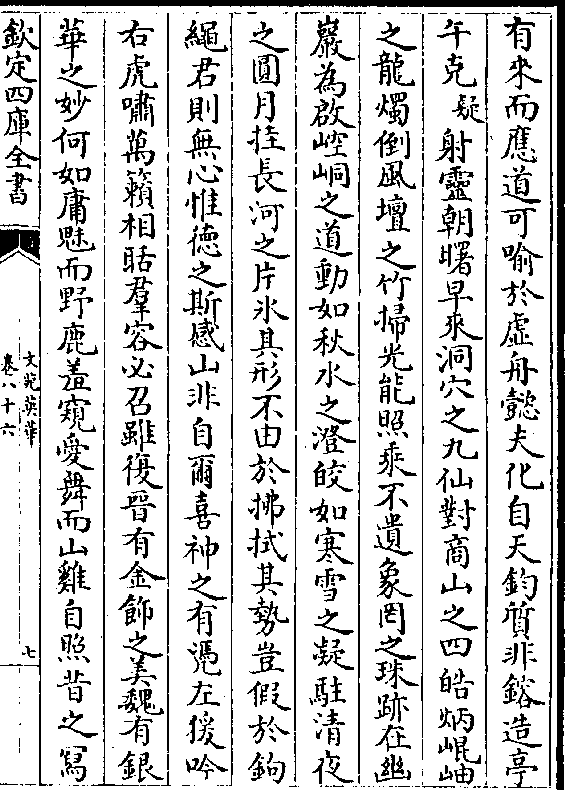 有來而應道可喻於虛舟懿夫化自天鈞質非鎔造亭
午克疑射靈朝曙早來洞穴之九仙對商山之四皓炳崐岫
之龍燭倒風壇之竹掃光能照乘不遺象罔之珠跡在幽
巖為啟崆峒之道動如秋水之澄皎如寒雪之凝駐清夜
之圓月挂長河之片氷其形不由於拂拭其勢豈假於鉤
繩君則無心惟德之斯感山非自爾喜神之有憑左猨吟
右虎嘯萬籟相聒羣容必召雖復晉有金飾之美魏有銀
華之妙何如庸魅而野鹿羞窺愛舞而山雞自照昔之寫
欽定四庫全書
文苑英華
卷八十六
七